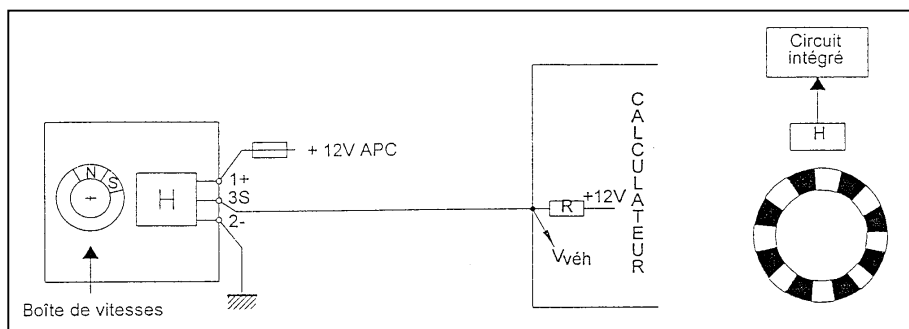 Circuit
intégré
H
CALCULATEUR
+ 12V APC
N
S
+
H
1+
3S
2-
R
+12V
Vvéh
Boîte de vitesses